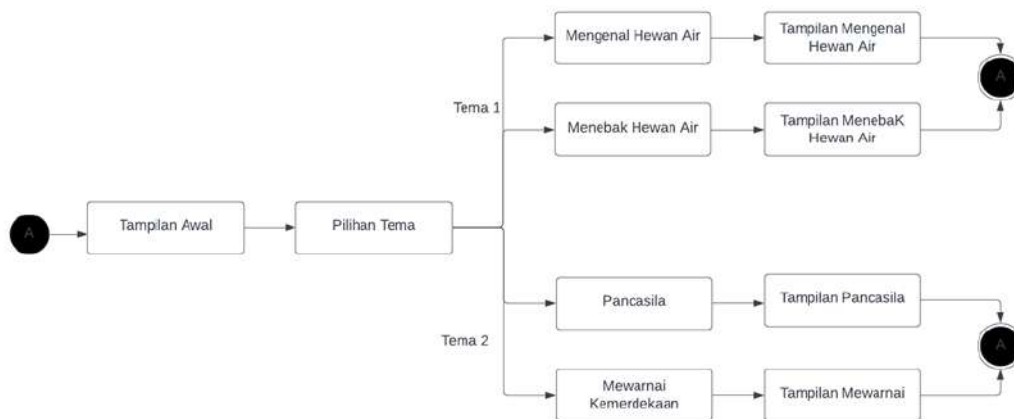 Mengenal Hewan Air
Tampilan Mengenal
Hewan Air
A
Tema 1
Menebak Hewan Air
Tampilan MenebaK
Hewan Air
A
Tampilan Awal
Pilihan Tema
Pancasila
Tampilan Pancasila
A
Tema 2
Mewarnai
Kemerdekaan
Tampilan Mewarnai